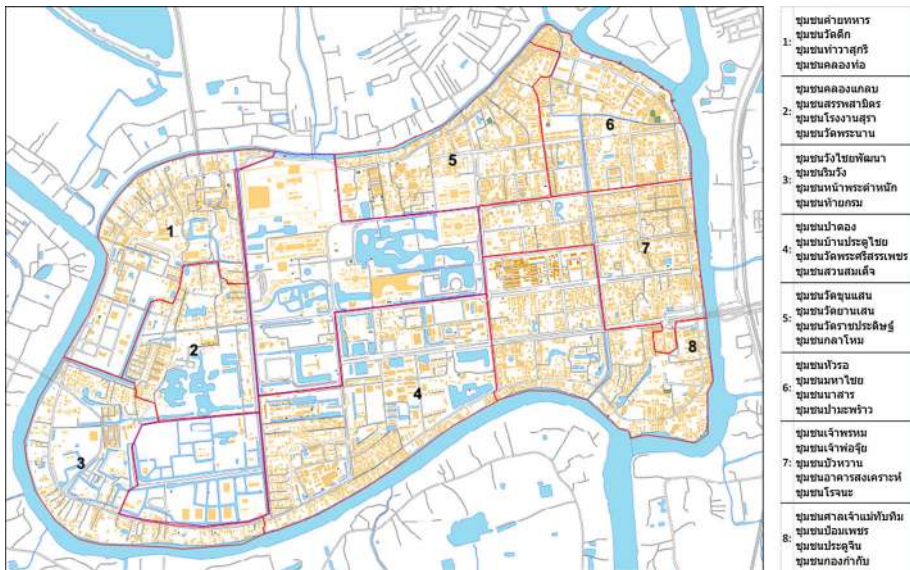 1
2
3
4
5
6
7
8
1:
ชุมชนค่ายทหาร
ชุมชนวัดตึก
ชุมชนท่าวาสุกรี
ชุมชนคลองท่อ
2:
ชุมชนคลองแกลบ
ชุมชนสรรพสามิตร
ชุมชนโรงงานสุรา
ชุมชนวัดพระนาน
3:
ชุมชนวังไชยพัฒนา
ชุมชนริมวัง
ชุมชนหน้าพระตำหนัก
ชุมชนท้ายกรม
4:
ชุมชนป่าตอง
ชุมชนบ้านประตูไชย
ชุมชนวัดพระศรีสรรเพชร
ชุมชนสวนสมเด็จ
5:
ชุมชนวัดขุนแสน
ชุมชนวัดยานเสน
ชุมชนวัดราชประดิษฐ์
ชุมชนกลาโหม
6:
ชุมชนหัวรอ
ชุมชนมหาไชย
ชุมชนนาสาร
ชุมชนป่ามะพร้าว
7:
ชุมชนเจ้าพรหม
ชุมชนเจ้าพ่อจุ้ย
ชุมชนบัวหวาน
ชุมชนอาคารสงเคราะห์
ชุมชนโรจนะ
8:
ชุมชนศาลเจ้าแม่ทับทิม
ชุมชนป้อมเพชร
ชุมชนประตูจีน
ชุมชนกองกำกับ